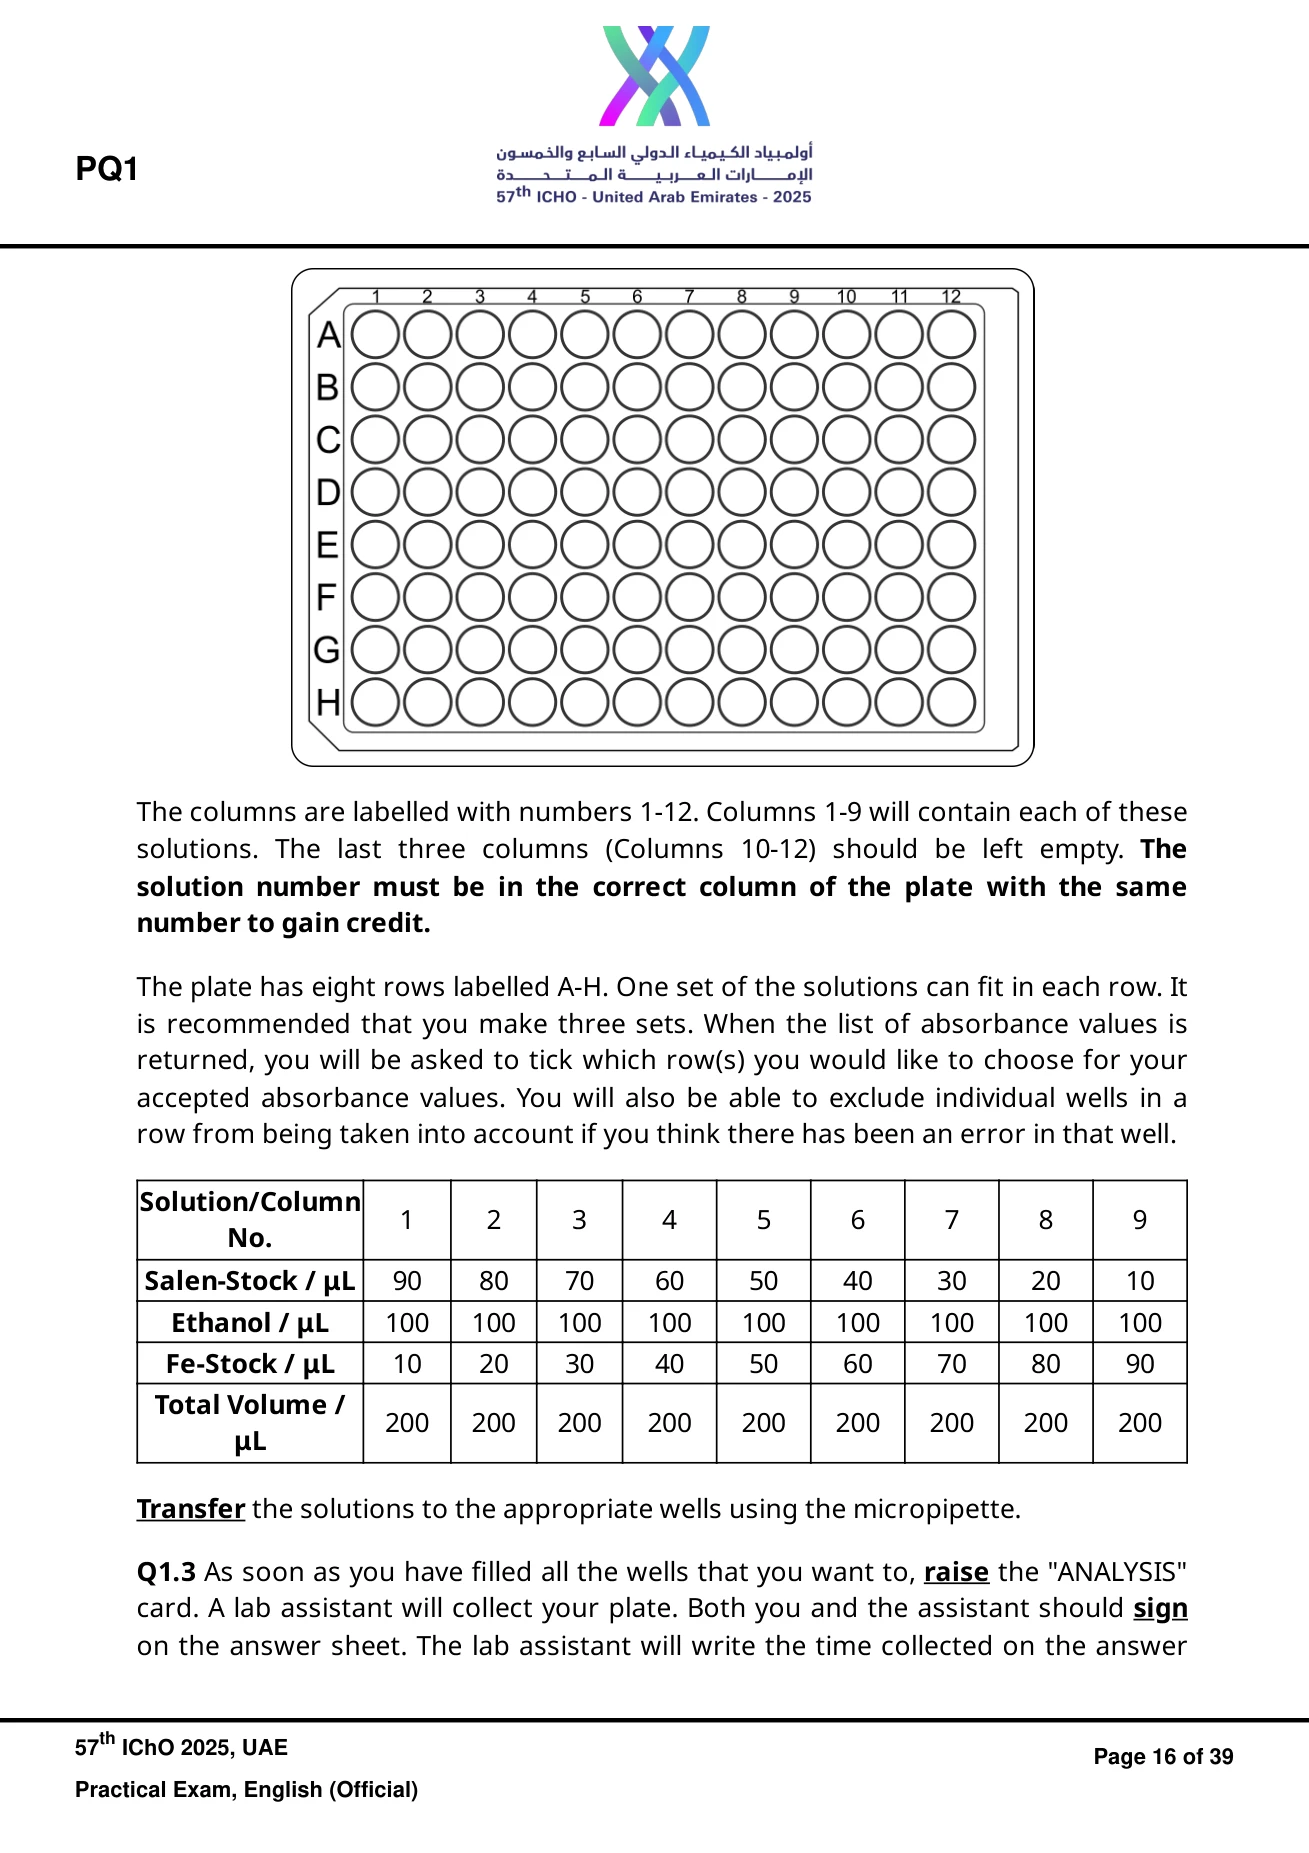 PQ1
أولمبياد الكيمياء الدولي السابع والخمسون
الإمـــــارات العـــربيـــــة المـــتـــحـــدة
57th ICHO - United Arab Emirates - 2025
1 2 3 4 5 6 7 8 9 10 11 12
A
B
C
D
E
F
G
H
The columns are labelled with numbers 1-12. Columns 1-9 will contain each of these
solutions. The last three columns (Columns 10-12) should be left empty. The
solution number must be in the correct column of the plate with the same
number to gain credit.
The plate has eight rows labelled A-H. One set of the solutions can fit in each row. It
is recommended that you make three sets. When the list of absorbance values is
returned, you will be asked to tick which row(s) you would like to choose for your
accepted absorbance values. You will also be able to exclude individual wells in a
row from being taken into account if you think there has been an error in that well.
Solution/Column No. 1 2 3 4 5 6 7 8 9
Salen-Stock / µL 90 80 70 60 50 40 30 20 10
Ethanol / µL 100 100 100 100 100 100 100 100 100
Fe-Stock / µL 10 20 30 40 50 60 70 80 90
Total Volume / µL 200 200 200 200 200 200 200 200 200
Transfer the solutions to the appropriate wells using the micropipette.
Q1.3 As soon as you have filled all the wells that you want to, raise the "ANALYSIS"
card. A lab assistant will collect your plate. Both you and the assistant should sign
on the answer sheet. The lab assistant will write the time collected on the answer
57th IChO 2025, UAE
Page 16 of 39
Practical Exam, English (Official)